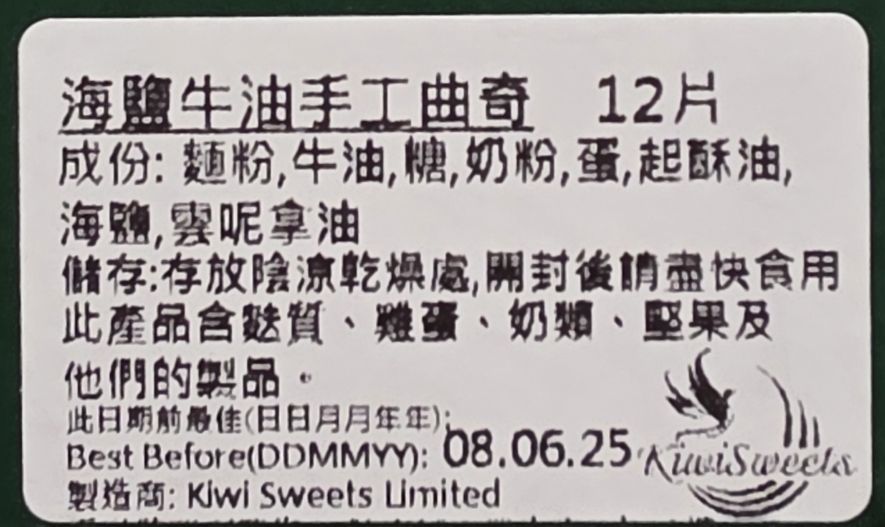 海鹽牛油手工曲奇 12片
成份: 麵粉,牛油,糖,奶粉,蛋,起酥油,
海鹽,雲呢拿油
儲存:存放陰涼乾燥處,開封後請盡快食用
此產品含麩質、雞蛋、奶類、堅果及
他們的製品。
此日期前最佳(日日月月年年):
Best Before(DDMMYY): 08.06.25
KiwiSweets
製造商: Kiwi Sweets Limited